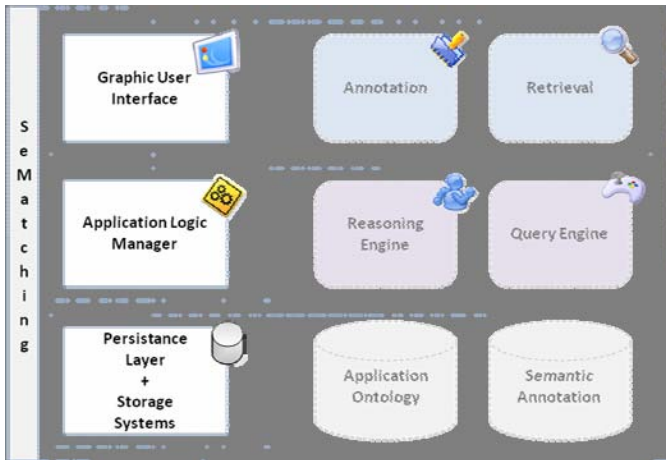 SeMatching
Graphic User
Interface
Annotation
Retrieval
Application Logic
Manager
Reasoning
Engine
Query Engine
Persistance
Layer
+
Storage
Systems
Application
Ontology
Semantic
Annotation